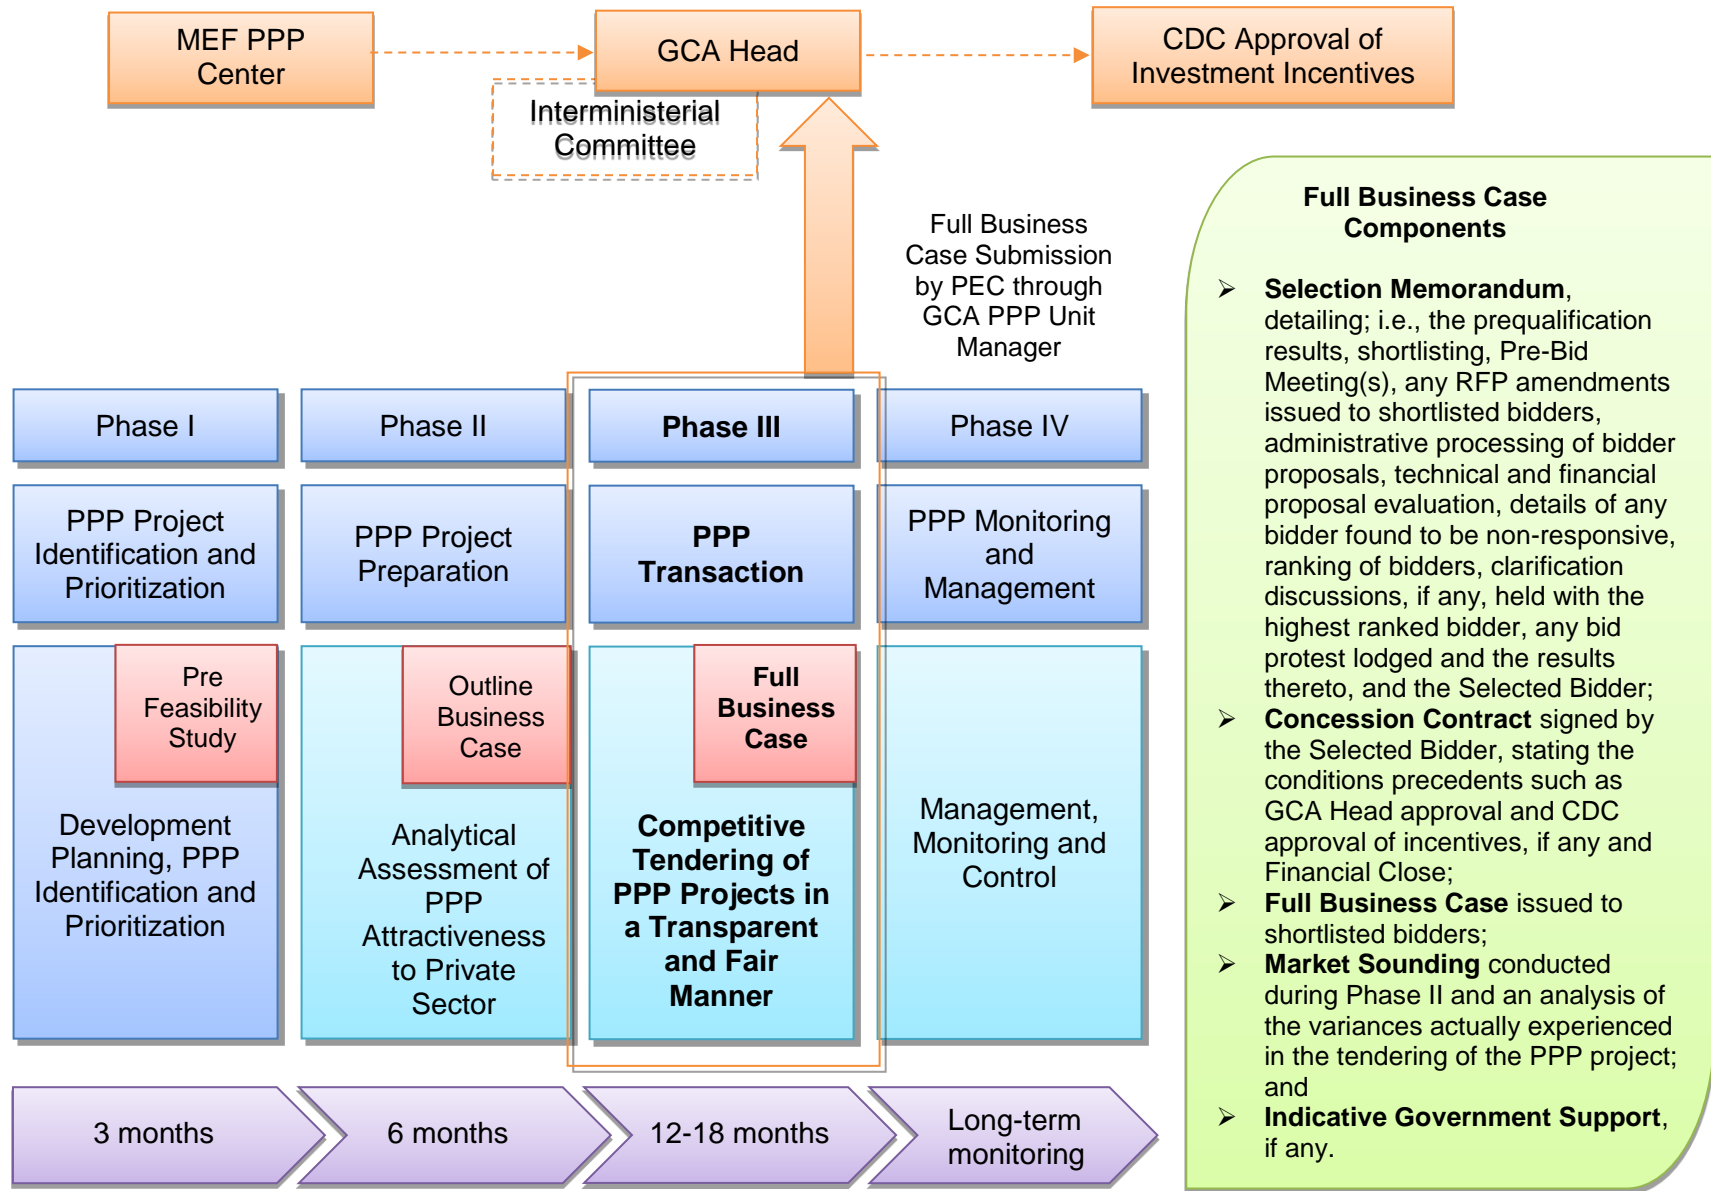 MEF PPP
Center
GCA Head
CDC Approval of
Investment Incentives
Interministerial
Committee
Full Business
Case Submission
by PEC through
GCA PPP Unit
Manager
Phase I
Phase II
Phase III
Phase IV
PPP Project
Identification and
Prioritization
PPP Project
Preparation
PPP
Transaction
PPP Monitoring
and
Management
Pre
Feasibility
Study
Development
Planning, PPP
Identification and
Prioritization
Outline
Business
Case
Analytical
Assessment of
PPP
Attractiveness
to Private
Sector
Full
Business
Case
Competitive
Tendering of
PPP Projects in
a Transparent
and Fair
Manner
Management,
Monitoring and
Control
3 months
6 months
12-18 months
Long-term
monitoring
Full Business Case
Components
➢ Selection Memorandum,
detailing; i.e., the prequalification
results, shortlisting, Pre-Bid
Meeting(s), any RFP amendments
issued to shortlisted bidders,
administrative processing of bidder
proposals, technical and financial
proposal evaluation, details of any
bidder found to be non-responsive,
ranking of bidders, clarification
discussions, if any, held with the
highest ranked bidder, any bid
protest lodged and the results
thereto, and the Selected Bidder;
➢ Concession Contract signed by
the Selected Bidder, stating the
conditions precedents such as
GCA Head approval and CDC
approval of incentives, if any and
Financial Close;
➢ Full Business Case issued to
shortlisted bidders;
➢ Market Sounding conducted
during Phase II and an analysis of
the variances actually experienced
in the tendering of the PPP project;
and
➢ Indicative Government Support,
if any.